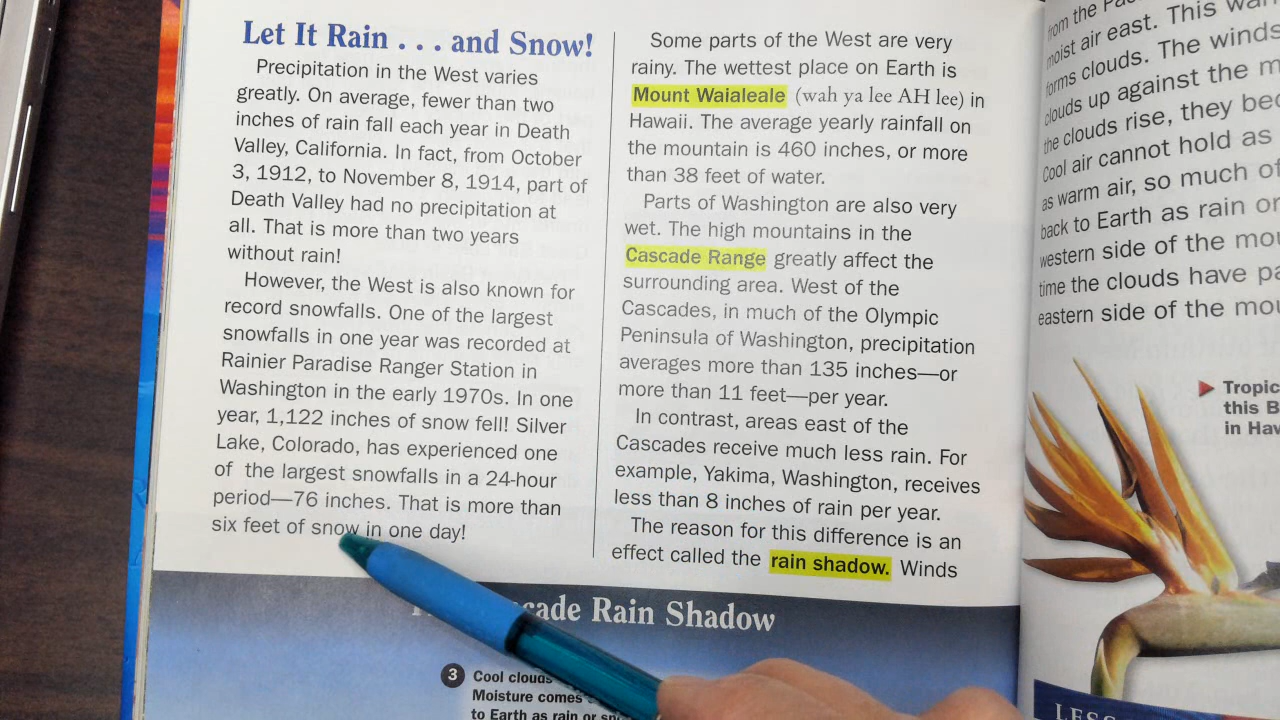 Let It Rain . . . and Snow!
Precipitation in the West varies
greatly. On average, fewer than two
inches of rain fall each year in Death
Valley, California. In fact, from October
3, 1912, to November 8, 1914, part of
Death Valley had no precipitation at
all. That is more than two years
without rain!
However, the West is also known for
record snowfalls. One of the largest
snowfalls in one year was recorded at
Rainier Paradise Ranger Station in
Washington in the early 1970s. In one
year, 1,122 inches of snow fell! Silver
Lake, Colorado, has experienced one
of the largest snowfalls in a 24-hour
period—76 inches. That is more than
six feet of snow in one day!
Some parts of the West are very
rainy. The wettest place on Earth is
Mount Waialeale (wah ya lee AH lee) in
Hawaii. The average yearly rainfall on
the mountain is 460 inches, or more
than 38 feet of water.
Parts of Washington are also very
wet. The high mountains in the
Cascade Range greatly affect the
surrounding area. West of the
Cascades, in much of the Olympic
Peninsula of Washington, precipitation
averages more than 135 inches—or
more than 11 feet—per year.
In contrast, areas east of the
Cascades receive much less rain. For
example, Yakima, Washington, receives
less than 8 inches of rain per year.
The reason for this difference is an
effect called the rain shadow. Winds
Rain Shadow
3 Cool clouds
Moisture comes
to Earth as rain or
from the
moist air east. This
forms clouds. The winds
clouds up against the
the clouds rise, they
Cool air cannot hold as
as warm air, so much of
back to Earth as rain or
western side of the
time the clouds have
eastern side of the
this
in